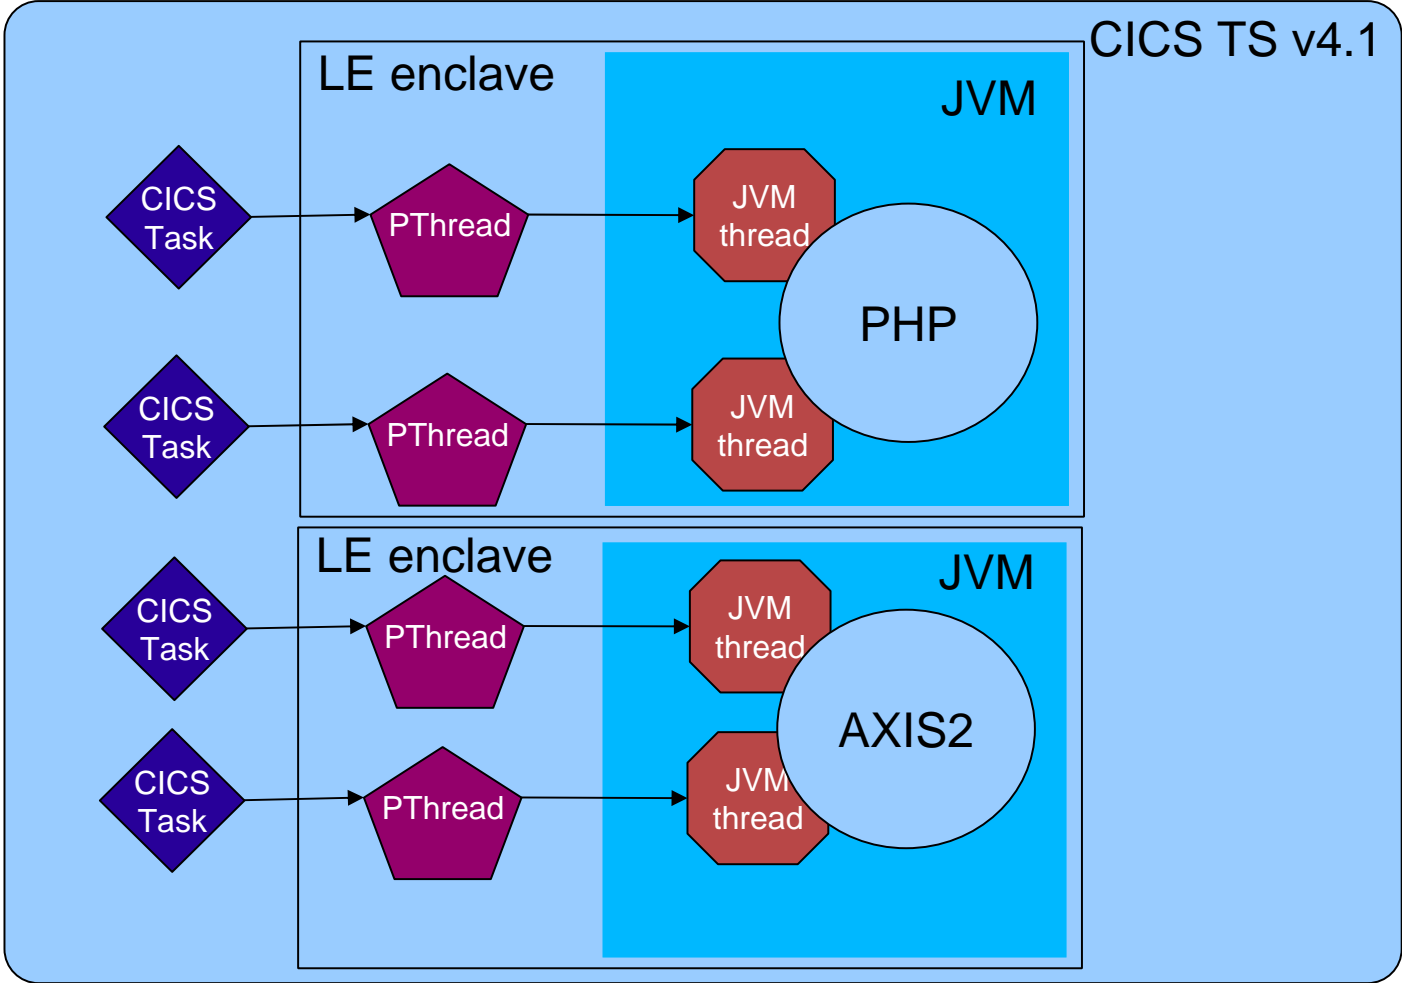 CICS TS v4.1
LE enclave
JVM
CICS
Task
PThread
JVM
thread
PHP
CICS
Task
PThread
JVM
thread
LE enclave
JVM
CICS
Task
PThread
JVM
thread
AXIS2
CICS
Task
PThread
JVM
thread